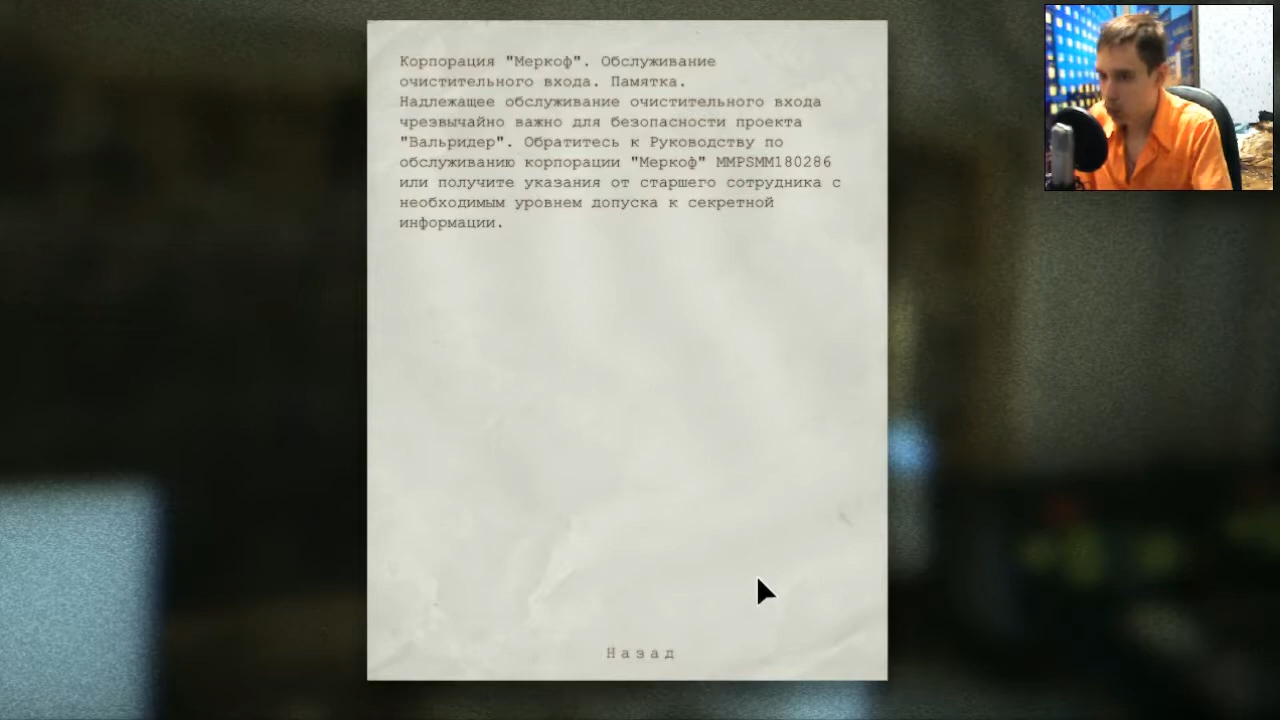 Корпорация "Меркоф". Обслуживание
очистительного входа. Памятка.
Надлежащее обслуживание очистительного входа
чрезвычайно важно для безопасности проекта
"Вальридер". Обратитесь к Руководству по
обслуживанию корпорации "Меркоф" MMPSMM180286
или получите указания от старшего сотрудника с
необходимым уровнем допуска к секретной
информации.
Назад